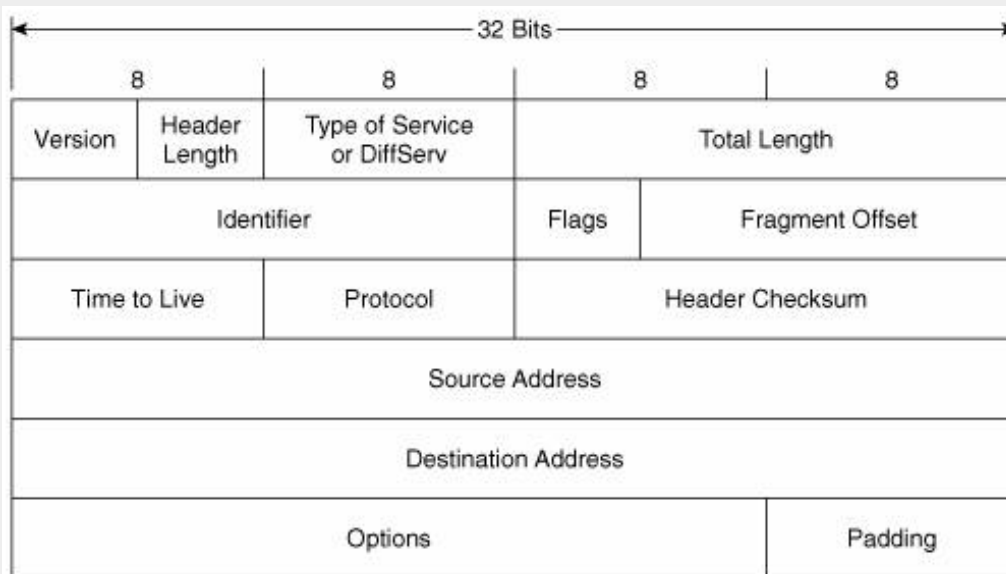 32 Bits
8 8 8 8
Version Header Length Type of Service or DiffServ Total Length
Identifier Flags Fragment Offset
Time to Live Protocol Header Checksum
Source Address
Destination Address
Options Padding